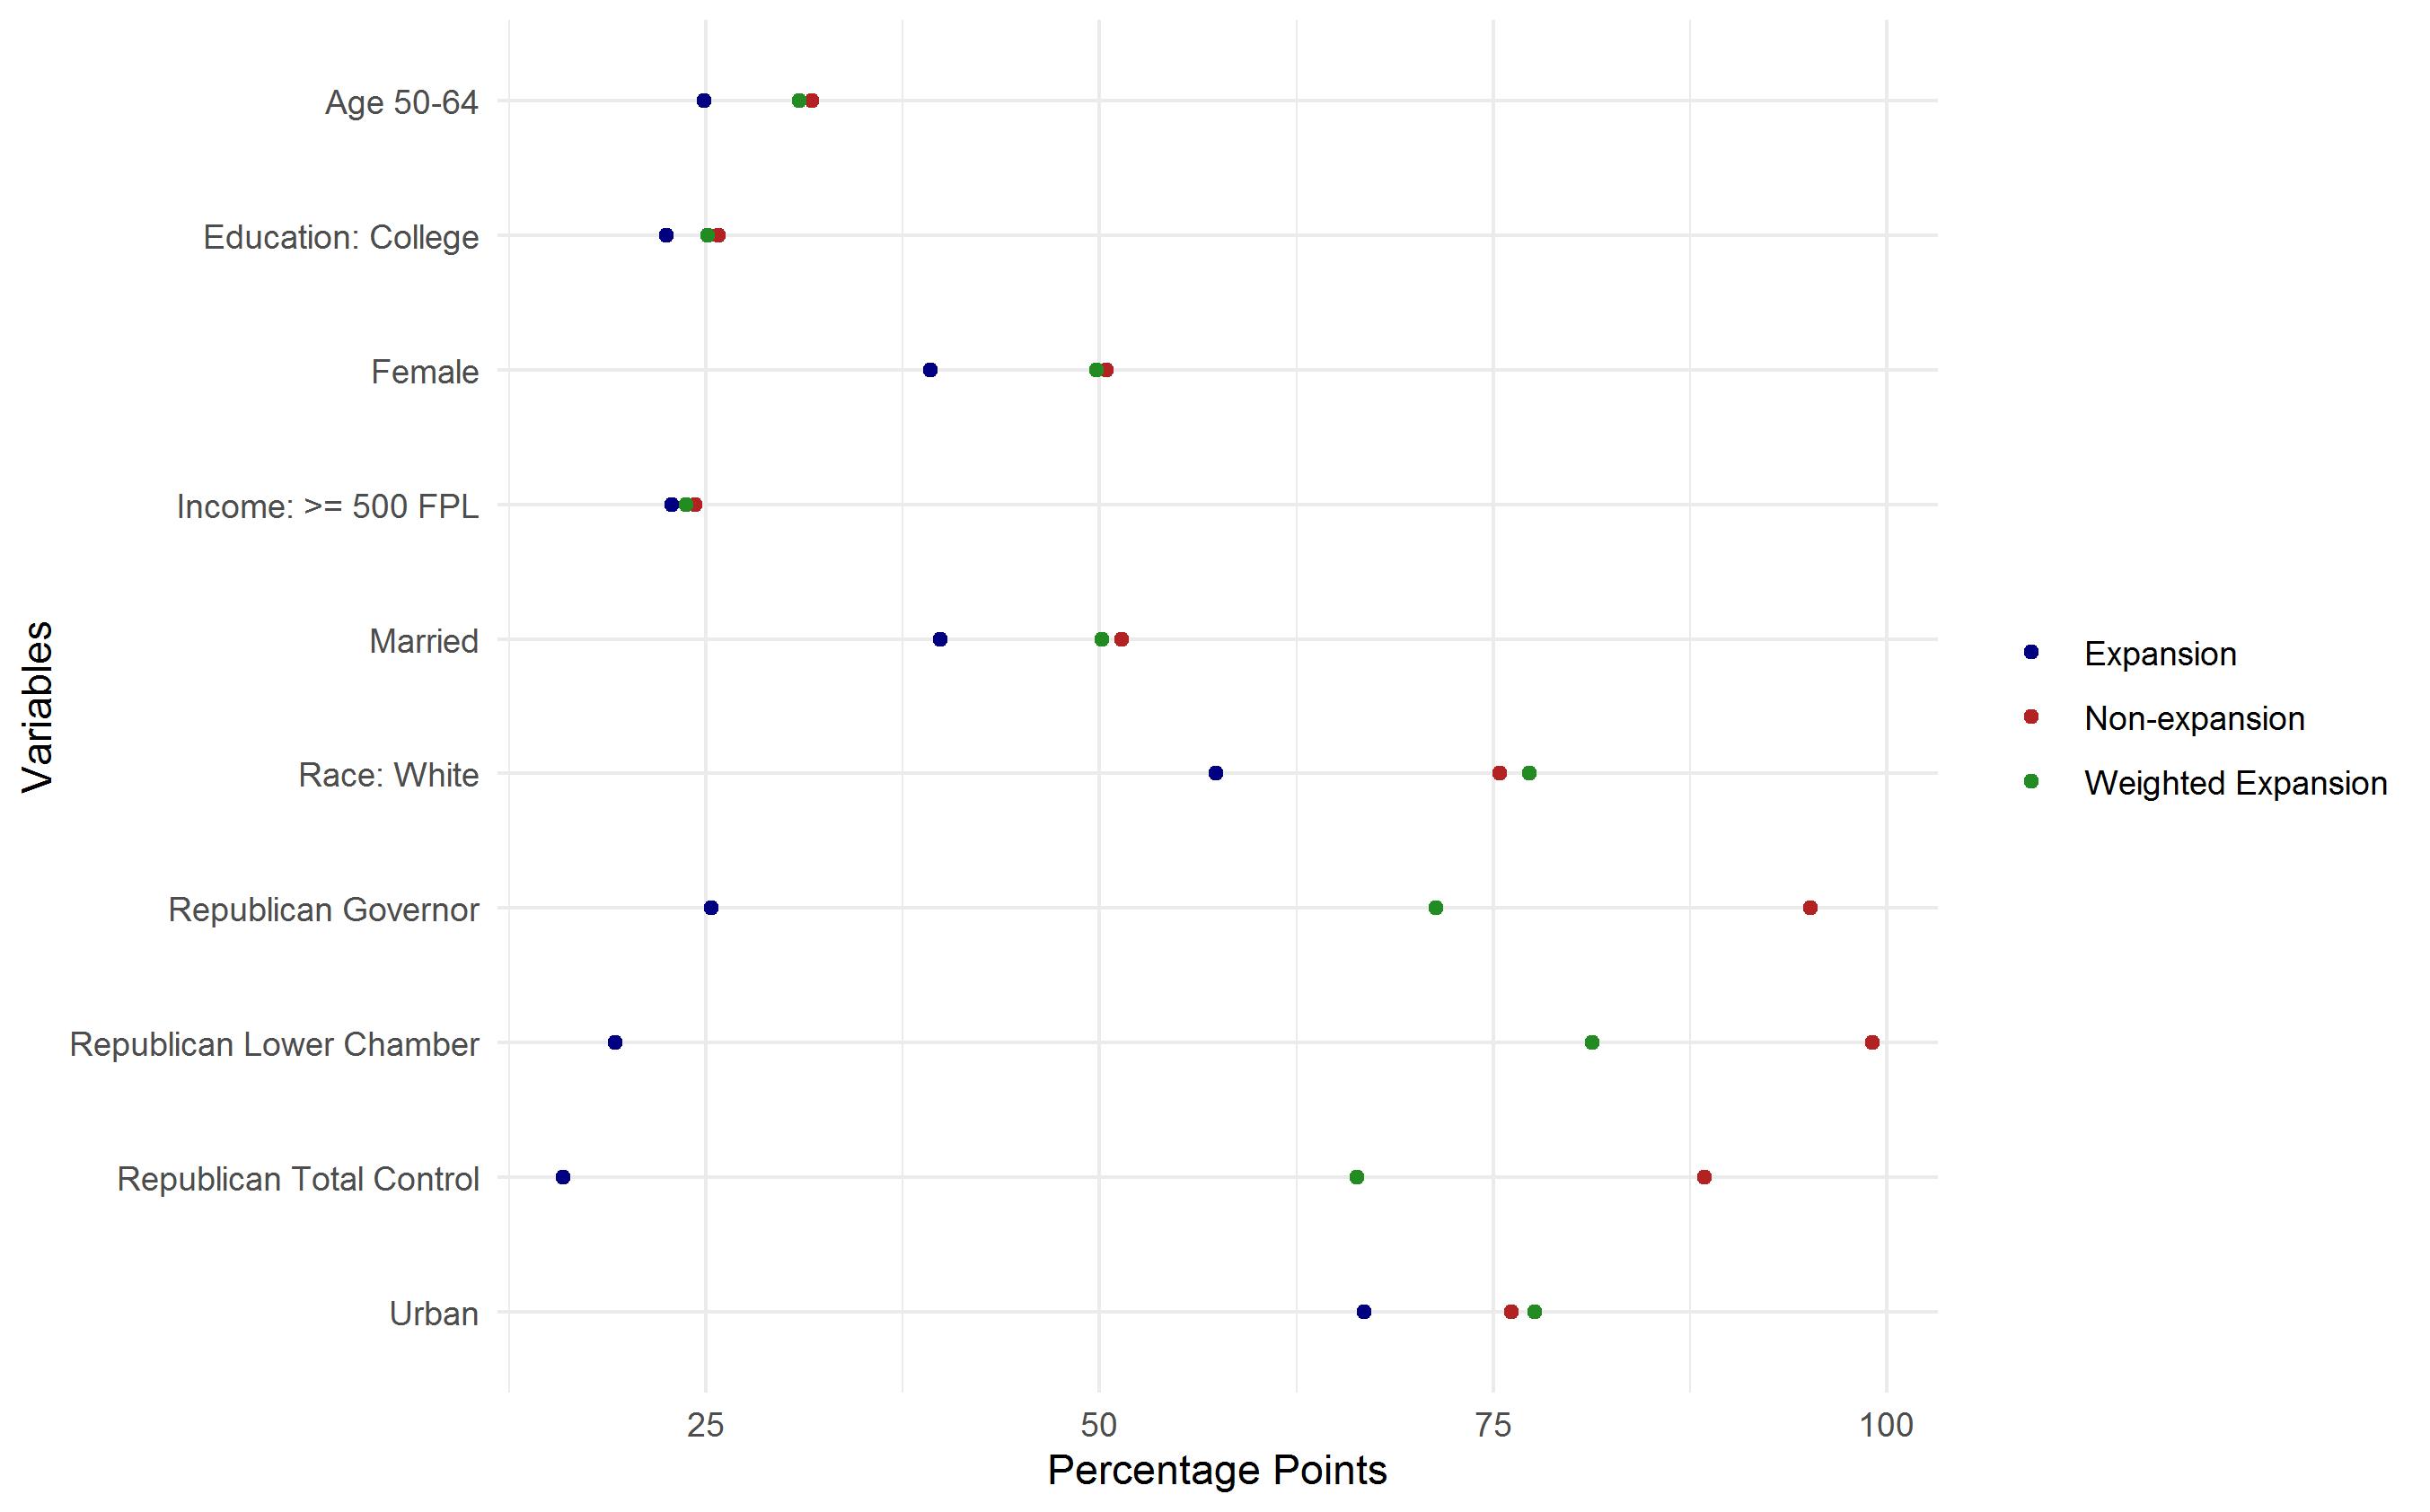 Age 50-64
Education: College
Female
Income: >= 500 FPL
Married
Race: White
Republican Governor
Republican Lower Chamber
Republican Total Control
Urban
Variables
25 50 75 100
Percentage Points
Expansion
Non-expansion
Weighted Expansion